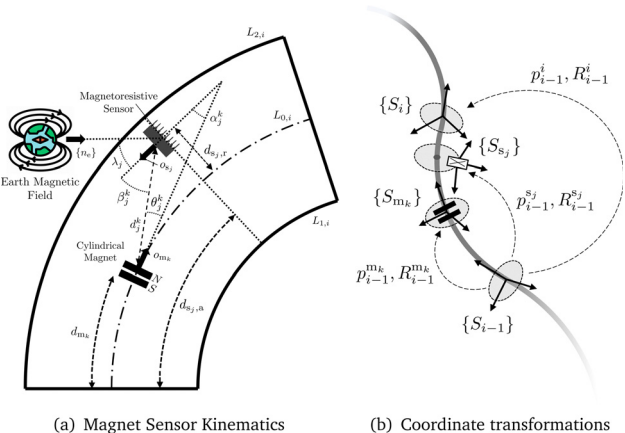 L_{2,i}
Magnetoresistive
Sensor
α_j^k
L_{0,i}
{n_e}
Earth Magnetic
Field
λ_j
o_{s_j}
d_{s_j,r}
β_j^k
θ_j^k
d_j^k
L_{1,i}
Cylindrical
Magnet
o_{m_k}
N
S
d_{m_k}
d_{s_j,a}
(a) Magnet Sensor Kinematics
p_{i-1}^i, R_{i-1}^i
{S_i}
{S_{s_j}}
{S_{m_k}}
p_{i-1}^{s_j}, R_{i-1}^{s_j}
p_{i-1}^{m_k}, R_{i-1}^{m_k}
{S_{i-1}}
(b) Coordinate transformations